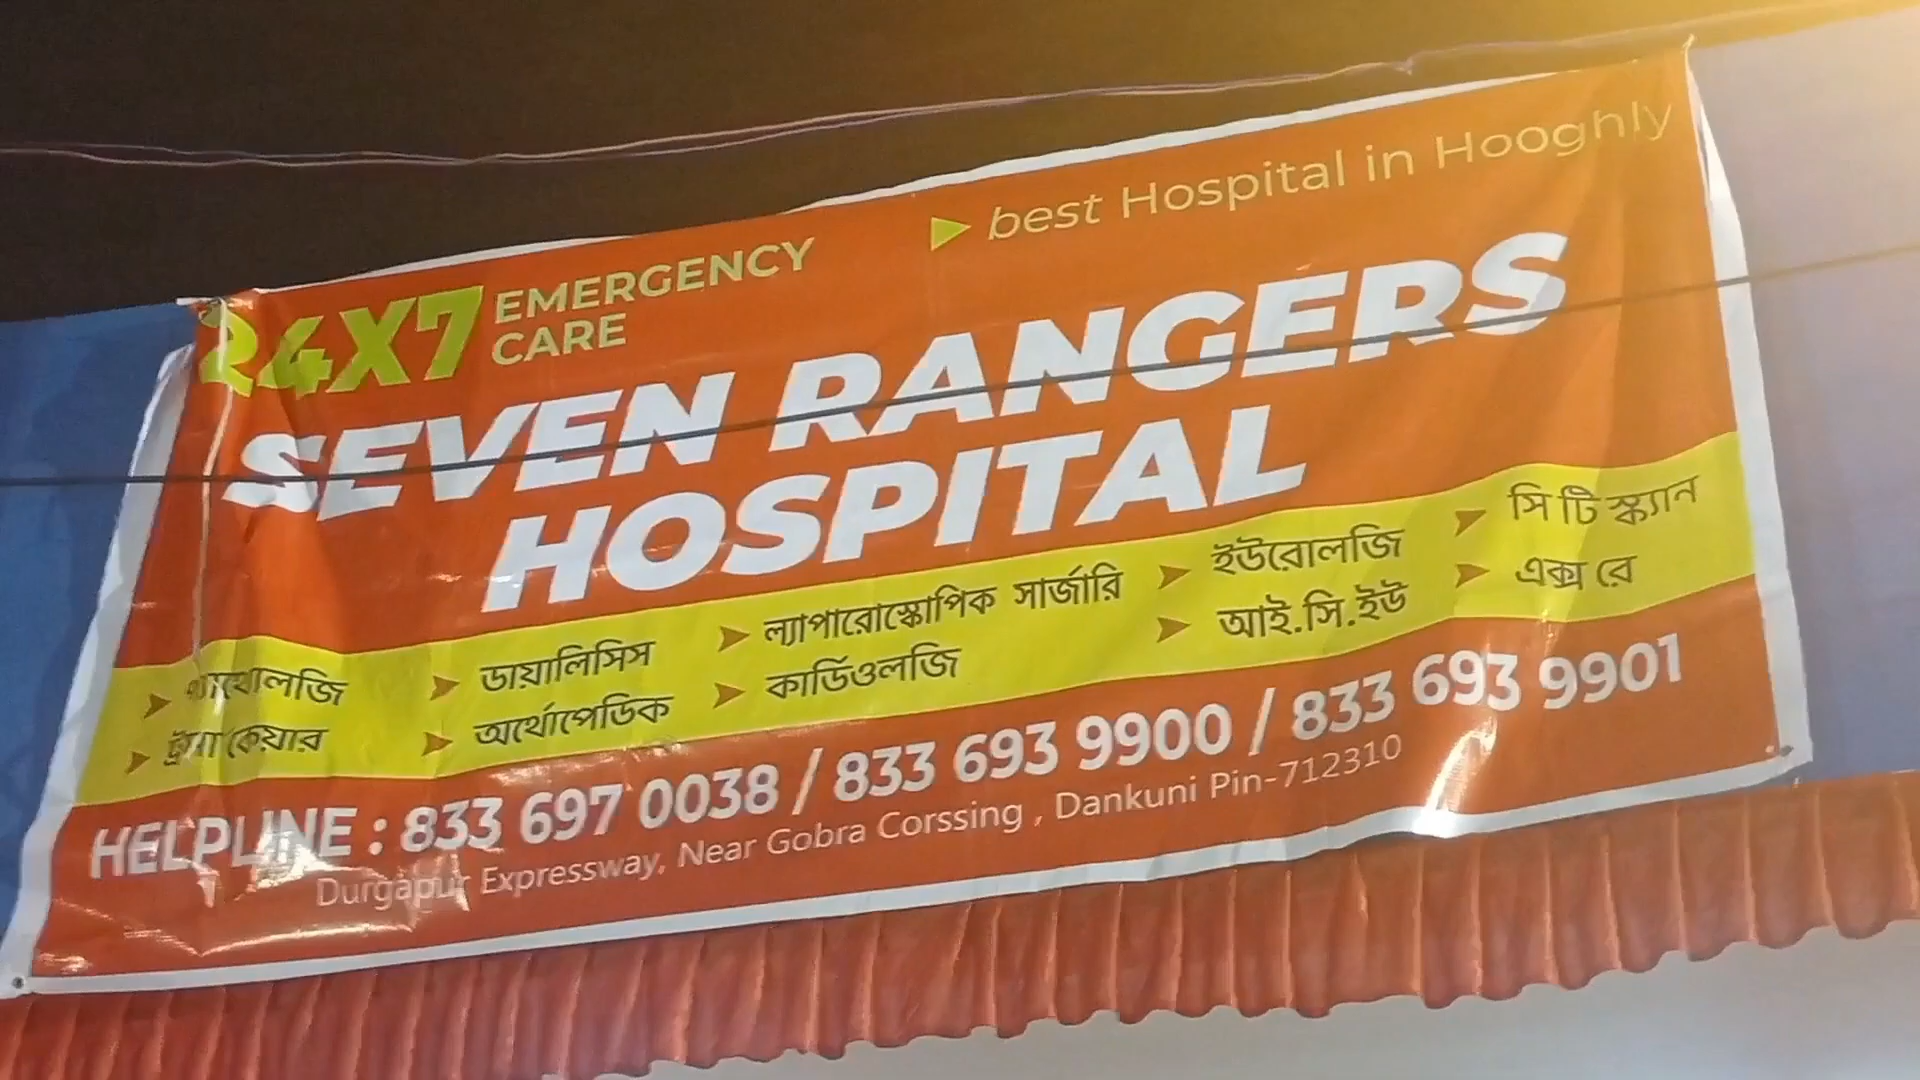 24X7 EMERGENCY CARE
▶ best Hospital in Hooghly
SEVEN RANGERS
HOSPITAL
➤ প্যাথোলজি ➤ ডায়ালিসিস ➤ ল্যাপারোস্কোপিক সার্জারি ➤ ইউরোলজি ➤ সি টি স্ক্যান
➤ ট্রমা কেয়ার ➤ অর্থোপেডিক ➤ কার্ডিওলজি ➤ আই.সি.ইউ ➤ এক্স রে
HELPLINE : 833 697 0038 / 833 693 9900 / 833 693 9901
Durgapur Expressway, Near Gobra Corssing , Dankuni Pin-712310